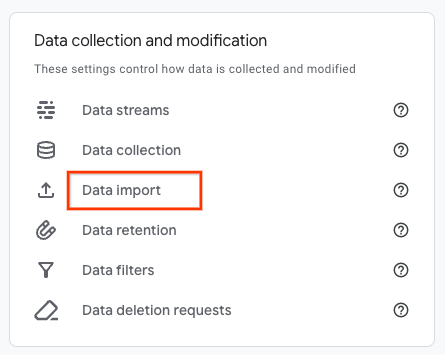 Data collection and modification
These settings control how data is collected and modified
Data streams
Data collection
Data import
Data retention
Data filters
Data deletion requests